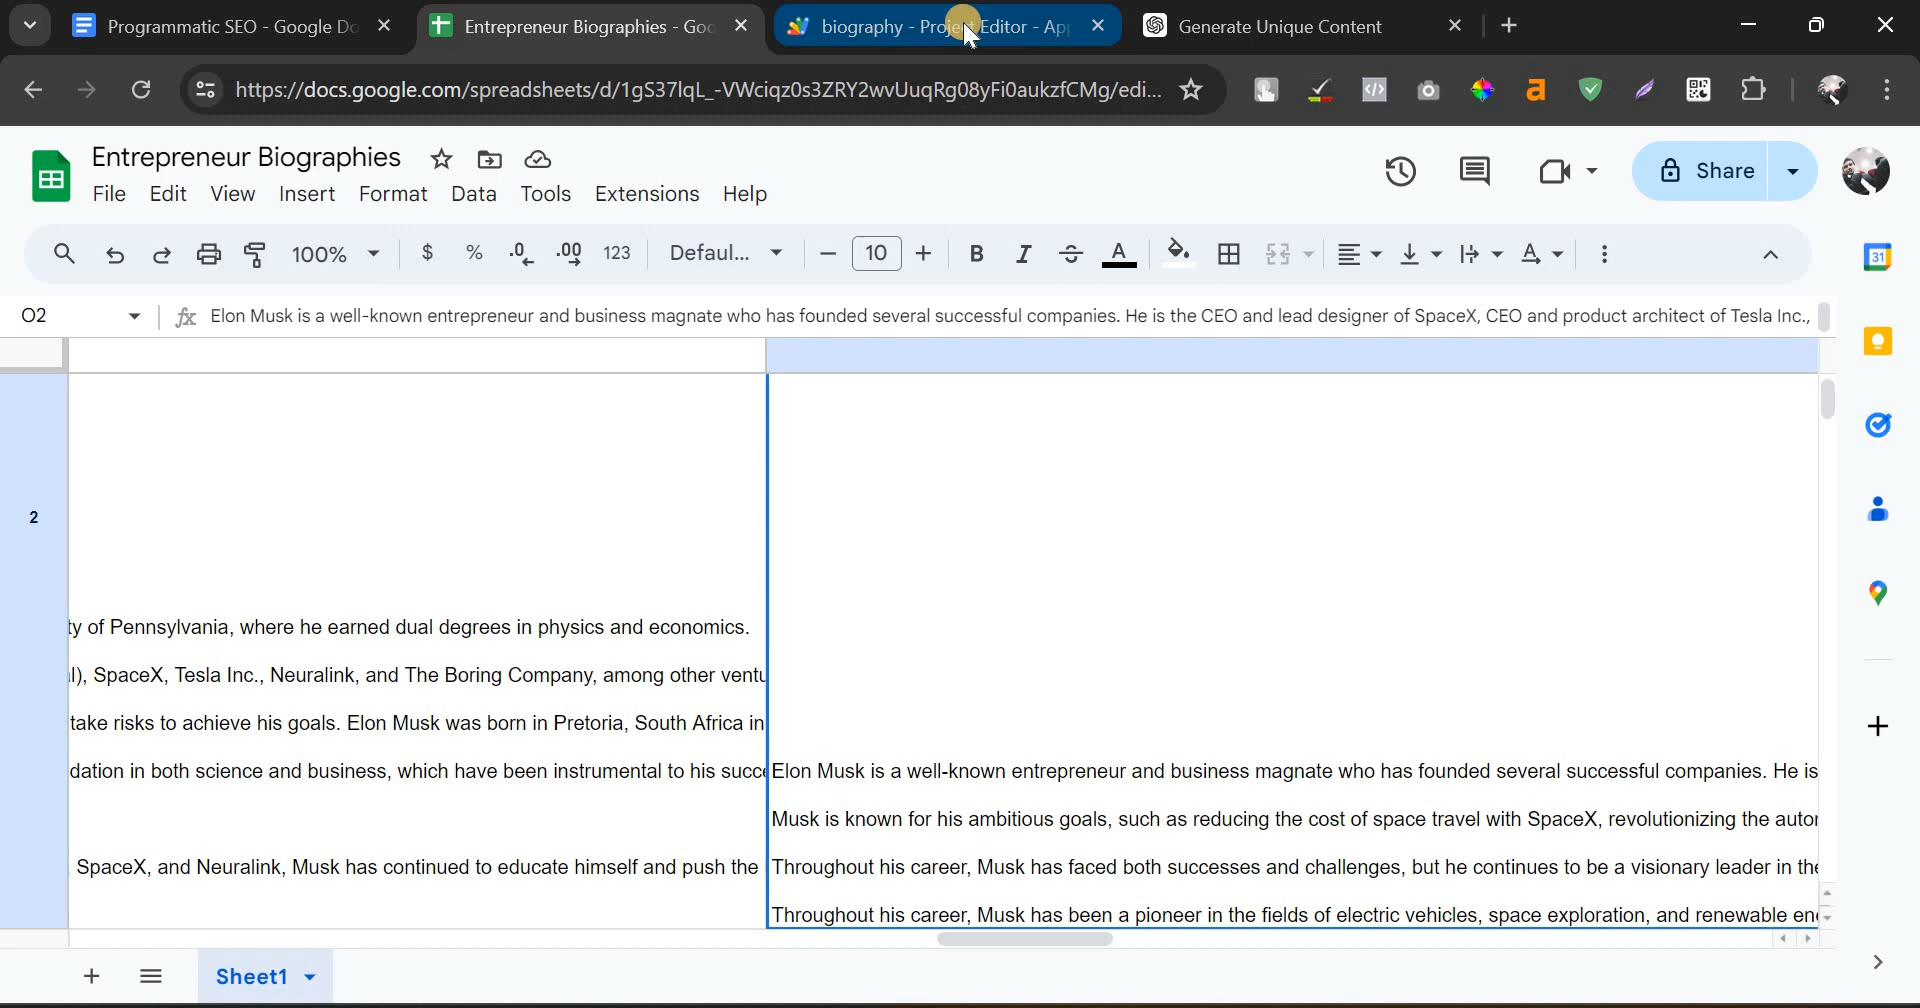 Programmatic SEO - Google Do
Entrepreneur Biographies - Goo
biography - Project Editor - Ap
Generate Unique Content
https://docs.google.com/spreadsheets/d/1gS37lqL_-VWciqz0s3ZRY2wvUuqRg08yFi0aukzfCMg/edi...
Entrepreneur Biographies
File Edit View Insert Format Data Tools Extensions Help
Share
100% $ % .0 .00 123 Defaul... 10 B I A A
31
O2 fx Elon Musk is a well-known entrepreneur and business magnate who has founded several successful companies. He is the CEO and lead designer of SpaceX, CEO and product architect of Tesla Inc.,
2
ty of Pennsylvania, where he earned dual degrees in physics and economics.
l), SpaceX, Tesla Inc., Neuralink, and The Boring Company, among other ventu
take risks to achieve his goals. Elon Musk was born in Pretoria, South Africa in
dation in both science and business, which have been instrumental to his succe
SpaceX, and Neuralink, Musk has continued to educate himself and push the
Elon Musk is a well-known entrepreneur and business magnate who has founded several successful companies. He is
Musk is known for his ambitious goals, such as reducing the cost of space travel with SpaceX, revolutionizing the autor
Throughout his career, Musk has faced both successes and challenges, but he continues to be a visionary leader in the
Throughout his career, Musk has been a pioneer in the fields of electric vehicles, space exploration, and renewable ene
Sheet1